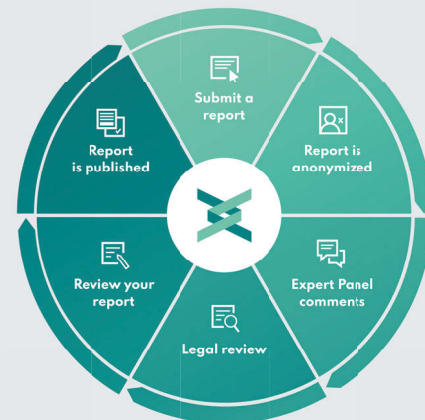 Submit a
report
Report is
anonymized
Expert Panel
comments
Legal review
Review your
report
Report
is published